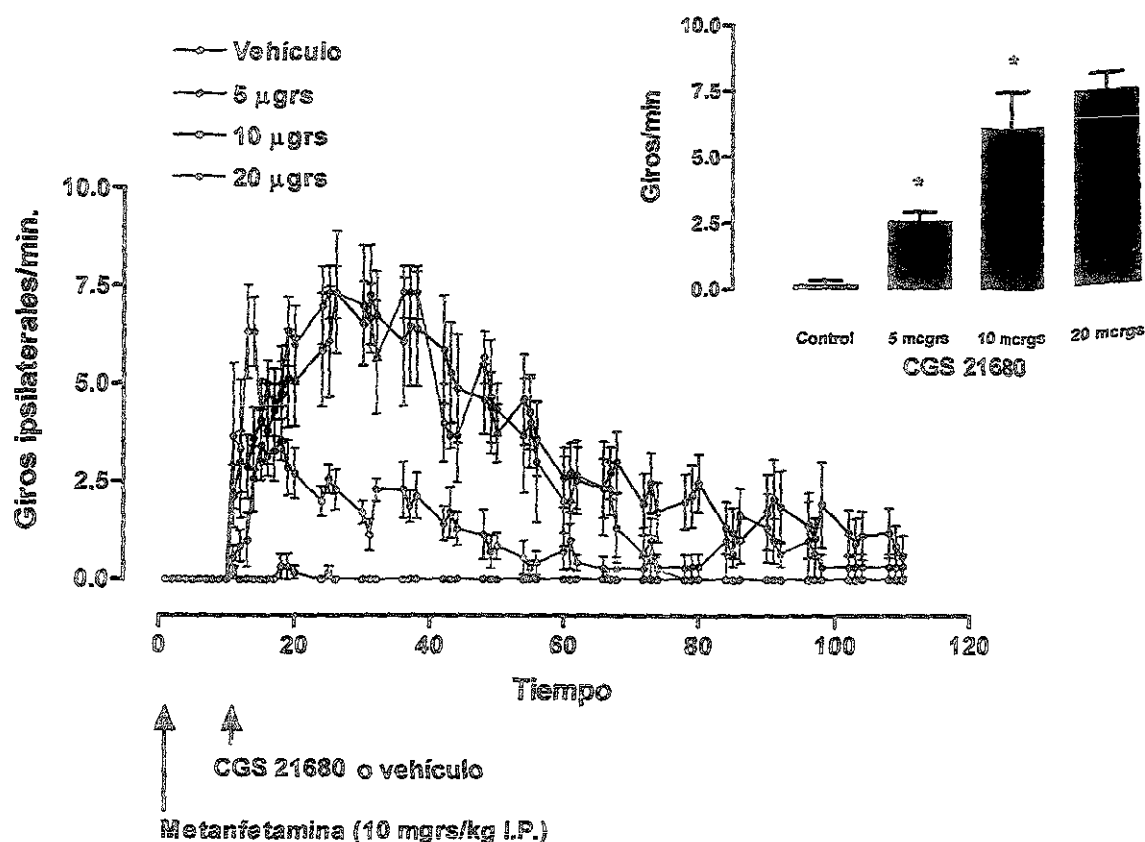 Vehículo
5 µgrs
10 µgrs
20 µgrs
Giros ipsilaterales/min.
10.0
7.5
5.0
2.5
0.0
0 20 40 60 80 100 120
Tiempo
CGS 21680 o vehículo
Metanfetamina (10 mgrs/kg I.P.)
Giros/min
10.0
7.5
5.0
2.5
0.0
* *
Control 5 mcgrs 10 mcrgs 20 mcrgs
CGS 21680